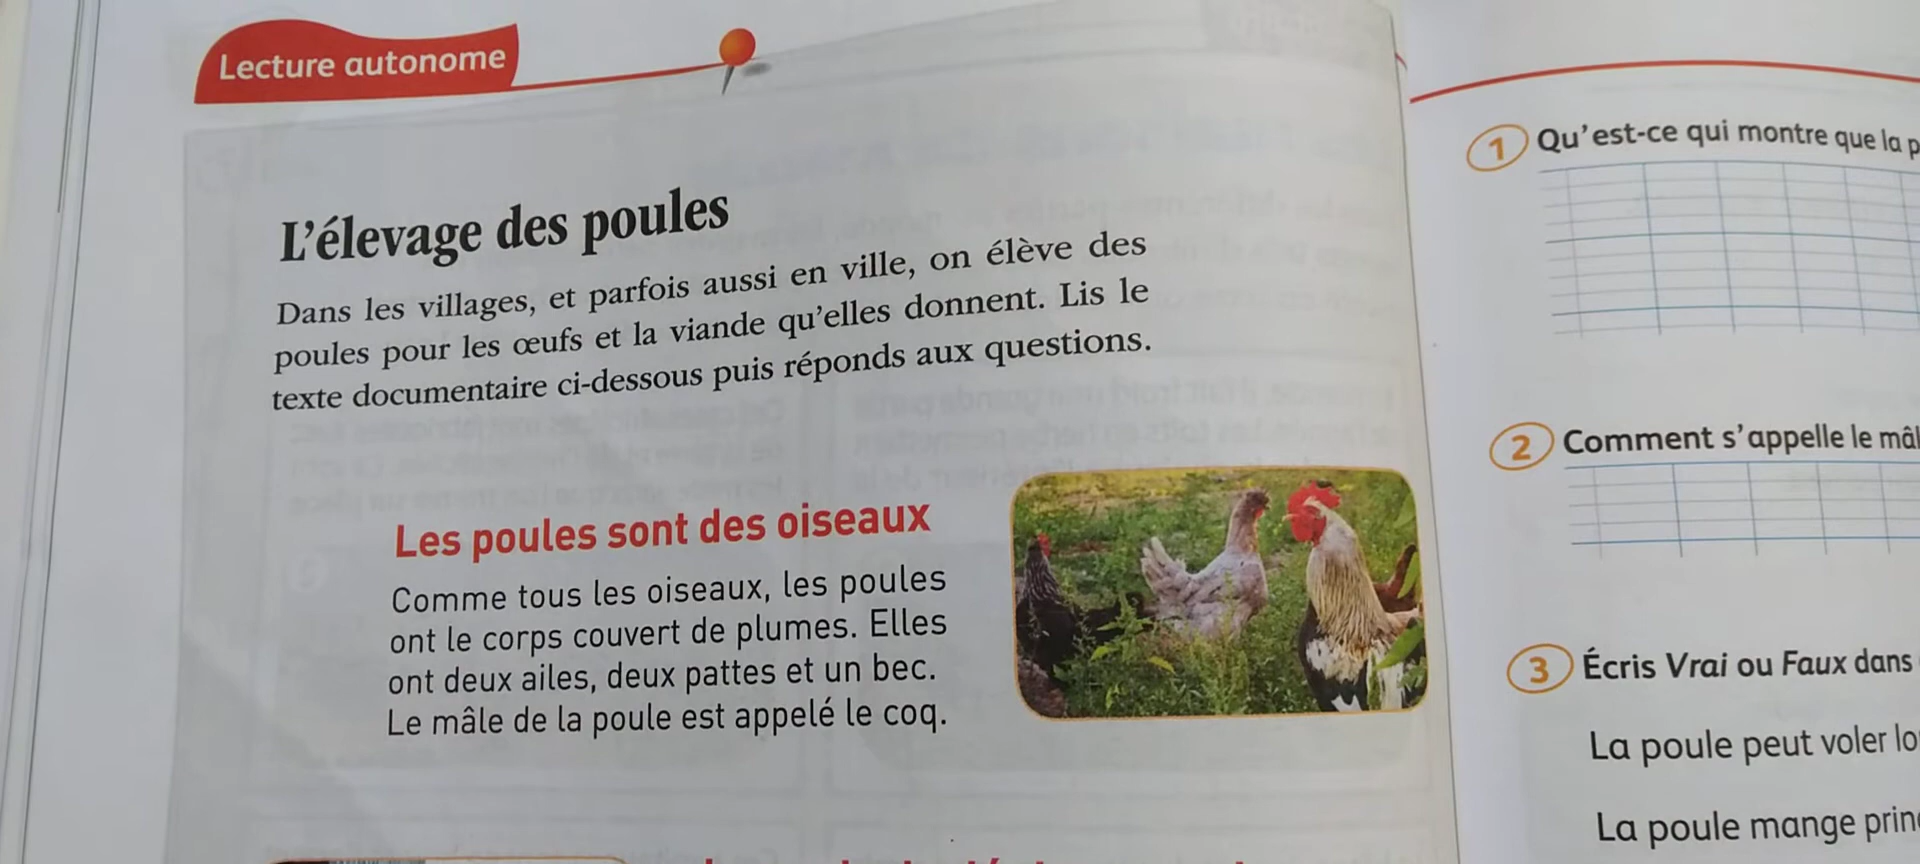 Lecture autonome
L'élevage des poules
Dans les villages, et parfois aussi en ville, on élève des
poules pour les œufs et la viande qu'elles donnent. Lis le
texte documentaire ci-dessous puis réponds aux questions.
Les poules sont des oiseaux
Comme tous les oiseaux, les poules
ont le corps couvert de plumes. Elles
ont deux ailes, deux pattes et un bec.
Le mâle de la poule est appelé le coq.
1 Qu'est-ce qui montre que la
2 Comment s'appelle le
3 Écris Vrai ou Faux dans
La poule peut voler
La poule mange